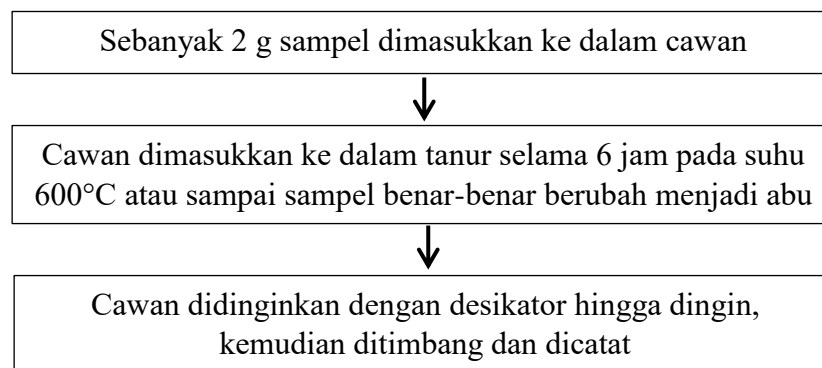 Sebanyak 2 g sampel dimasukkan ke dalam cawan
Cawan dimasukkan ke dalam tanur selama 6 jam pada suhu
600°C atau sampai sampel benar-benar berubah menjadi abu
Cawan didinginkan dengan desikator hingga dingin,
kemudian ditimbang dan dicatat